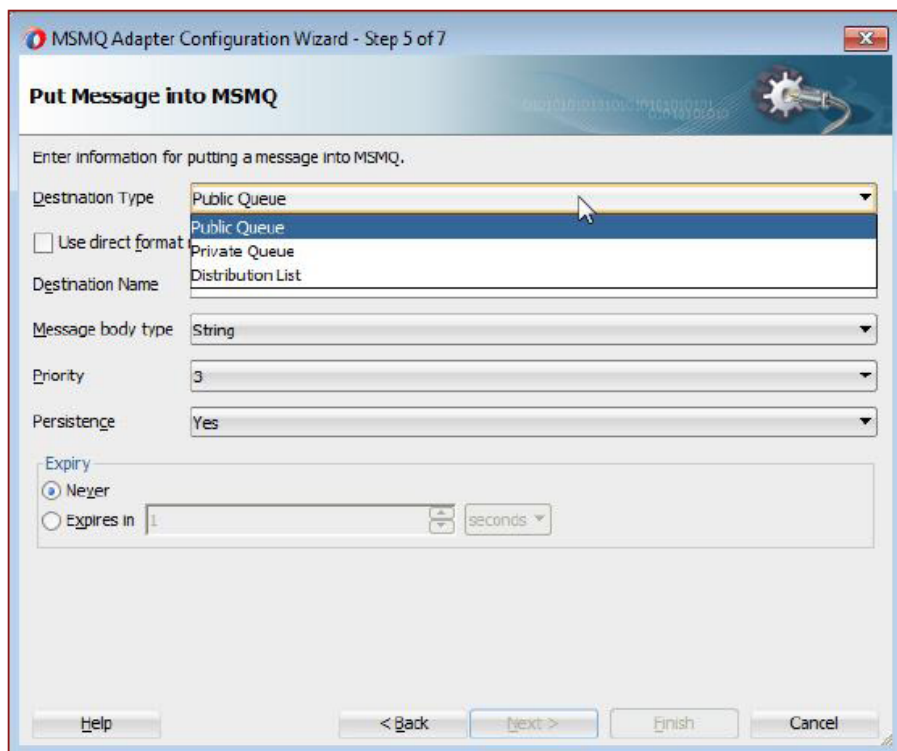 MSMQ Adapter Configuration Wizard - Step 5 of 7
Put Message into MSMQ
Enter information for putting a message into MSMQ.
Destination Type Public Queue
Public Queue
Use direct format
Private Queue
Distribution List
Destination Name
Message body type String
Priority 3
Persistence Yes
Expiry
Never
Expires in 1 seconds
Help < Back Next > Finish Cancel